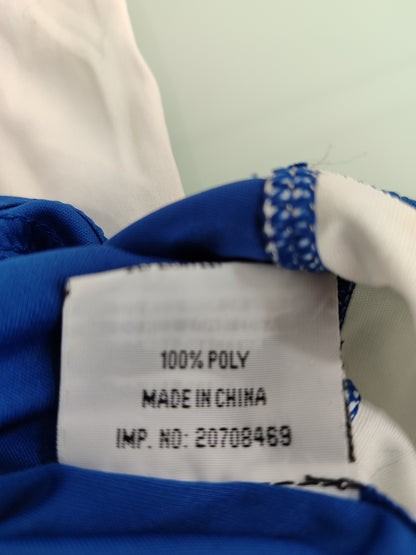 100% POLY
MADE IN CHINA
IMP. NO: 20708469